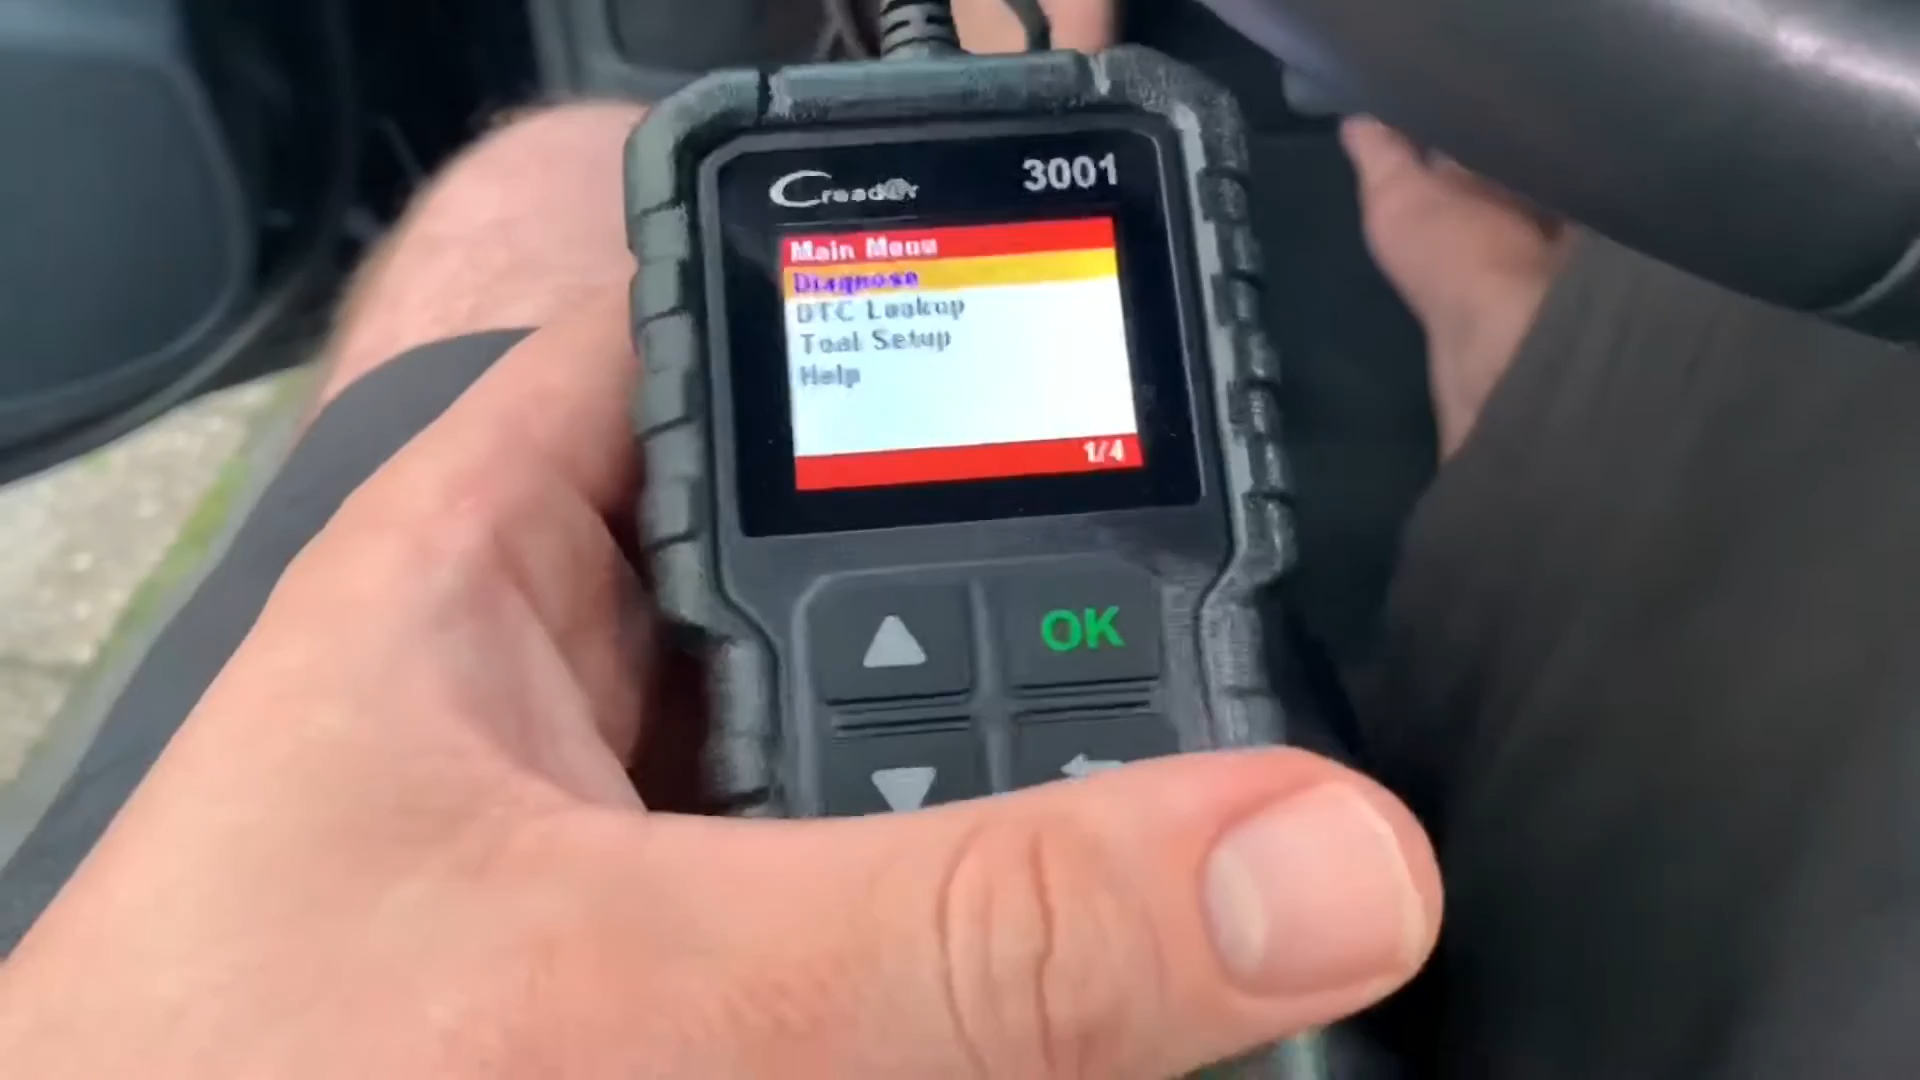 Creader 3001
Main Menu
Diagnose
DTC Lookup
Tool Setup
Help
1/4
OK